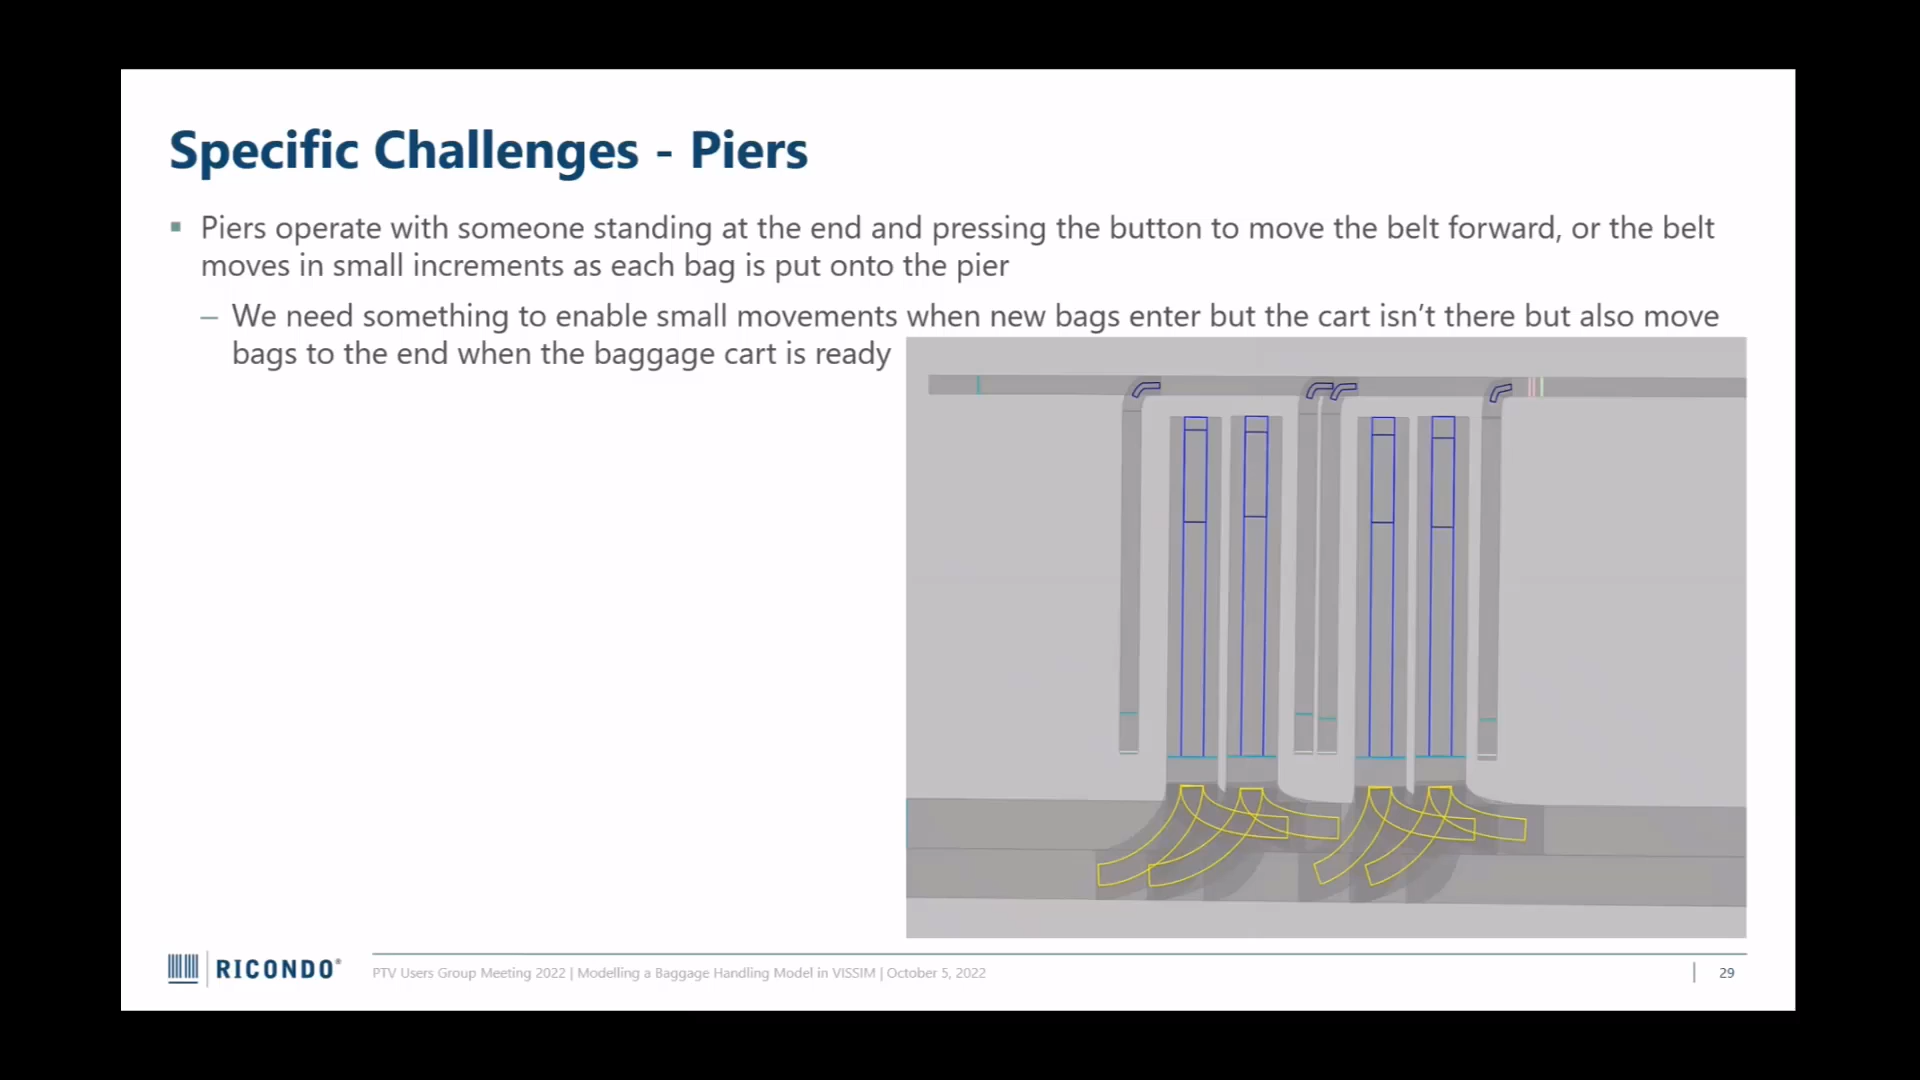 Specific Challenges - Piers
Piers operate with someone standing at the end and pressing the button to move the belt forward, or the belt
moves in small increments as each bag is put onto the pier
– We need something to enable small movements when new bags enter but the cart isn’t there but also move
bags to the end when the baggage cart is ready
RICONDO®
PTV Users Group Meeting 2022 | Modelling a Baggage Handling Model in VISSIM | October 5, 2022
29